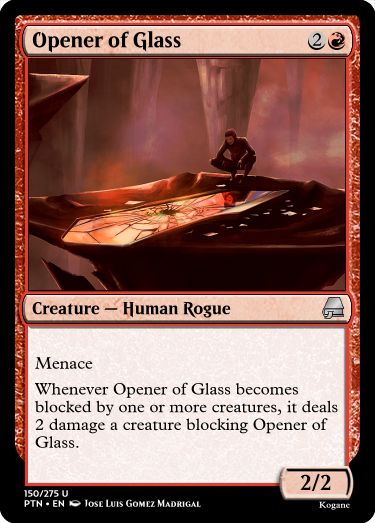 Opener of Glass 2
Creature — Human Rogue
Menace
Whenever Opener of Glass becomes
blocked by one or more creatures, it deals
2 damage a creature blocking Opener of
Glass.
2/2
150/275 U
PTN • EN Jose Luis Gomez Madrigal
Kogane